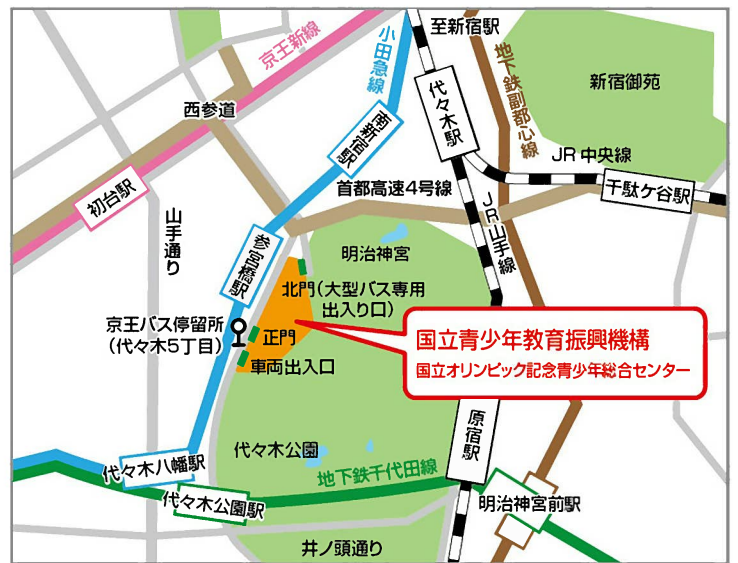 至新宿駅
京王新線
小田急線
地下鉄副都心線
新宿御苑
代々木駅
西参道
南新宿駅
JR中央線
千駄ケ谷駅
初台駅
首都高速4号線
JR山手線
山手通り
参宮橋駅
明治神宮
北門(大型バス専用
出入り口)
京王バス停留所
(代々木5丁目)
正門
車両出入口
国立青少年教育振興機構
国立オリンピック記念青少年総合センター
原宿駅
代々木公園
代々木八幡駅
地下鉄千代田線
代々木公園駅
明治神宮前駅
井ノ頭通り